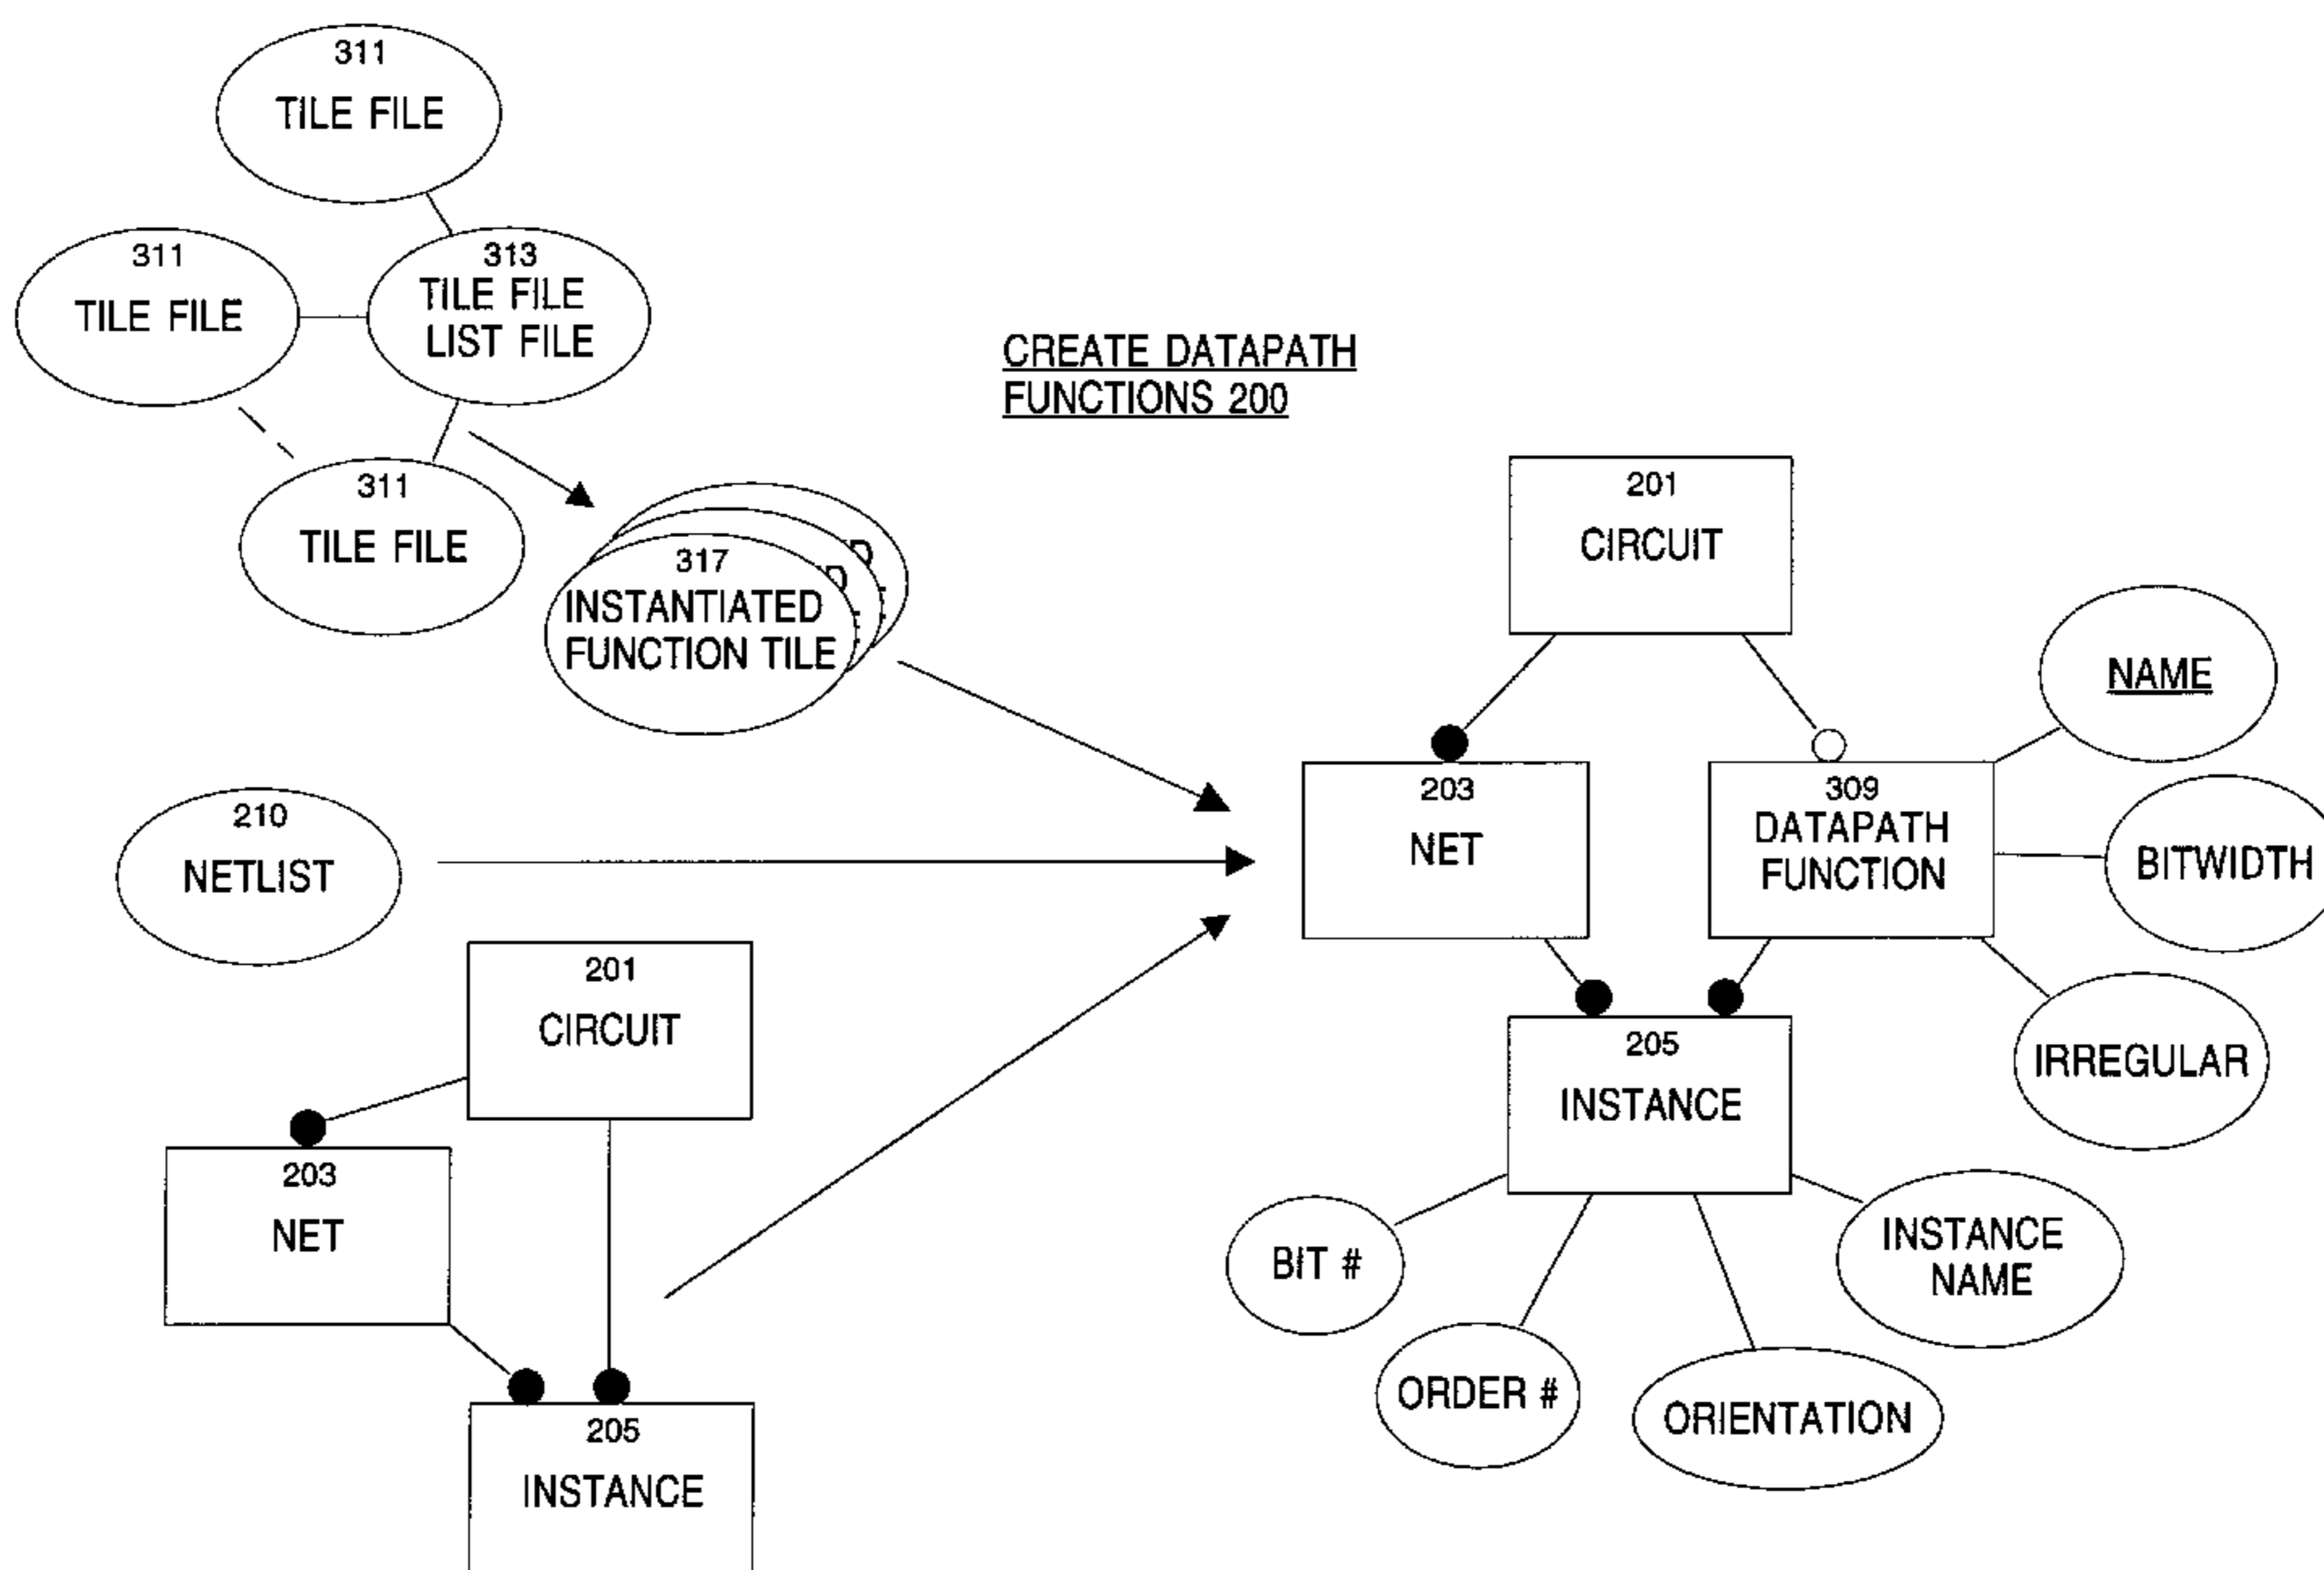 311
TILE FILE
311
TILE FILE
313
TILE FILE
LIST FILE
311
TILE FILE
CREATE DATAPATH
FUNCTIONS 200
D
D
317
INSTANTIATED
FUNCTION TILE
210
NETLIST
201
CIRCUIT
203
NET
205
INSTANCE
201
CIRCUIT
203
NET
309
DATAPATH
FUNCTION
NAME
BITWIDTH
IRREGULAR
205
INSTANCE
BIT #
ORDER #
ORIENTATION
INSTANCE
NAME